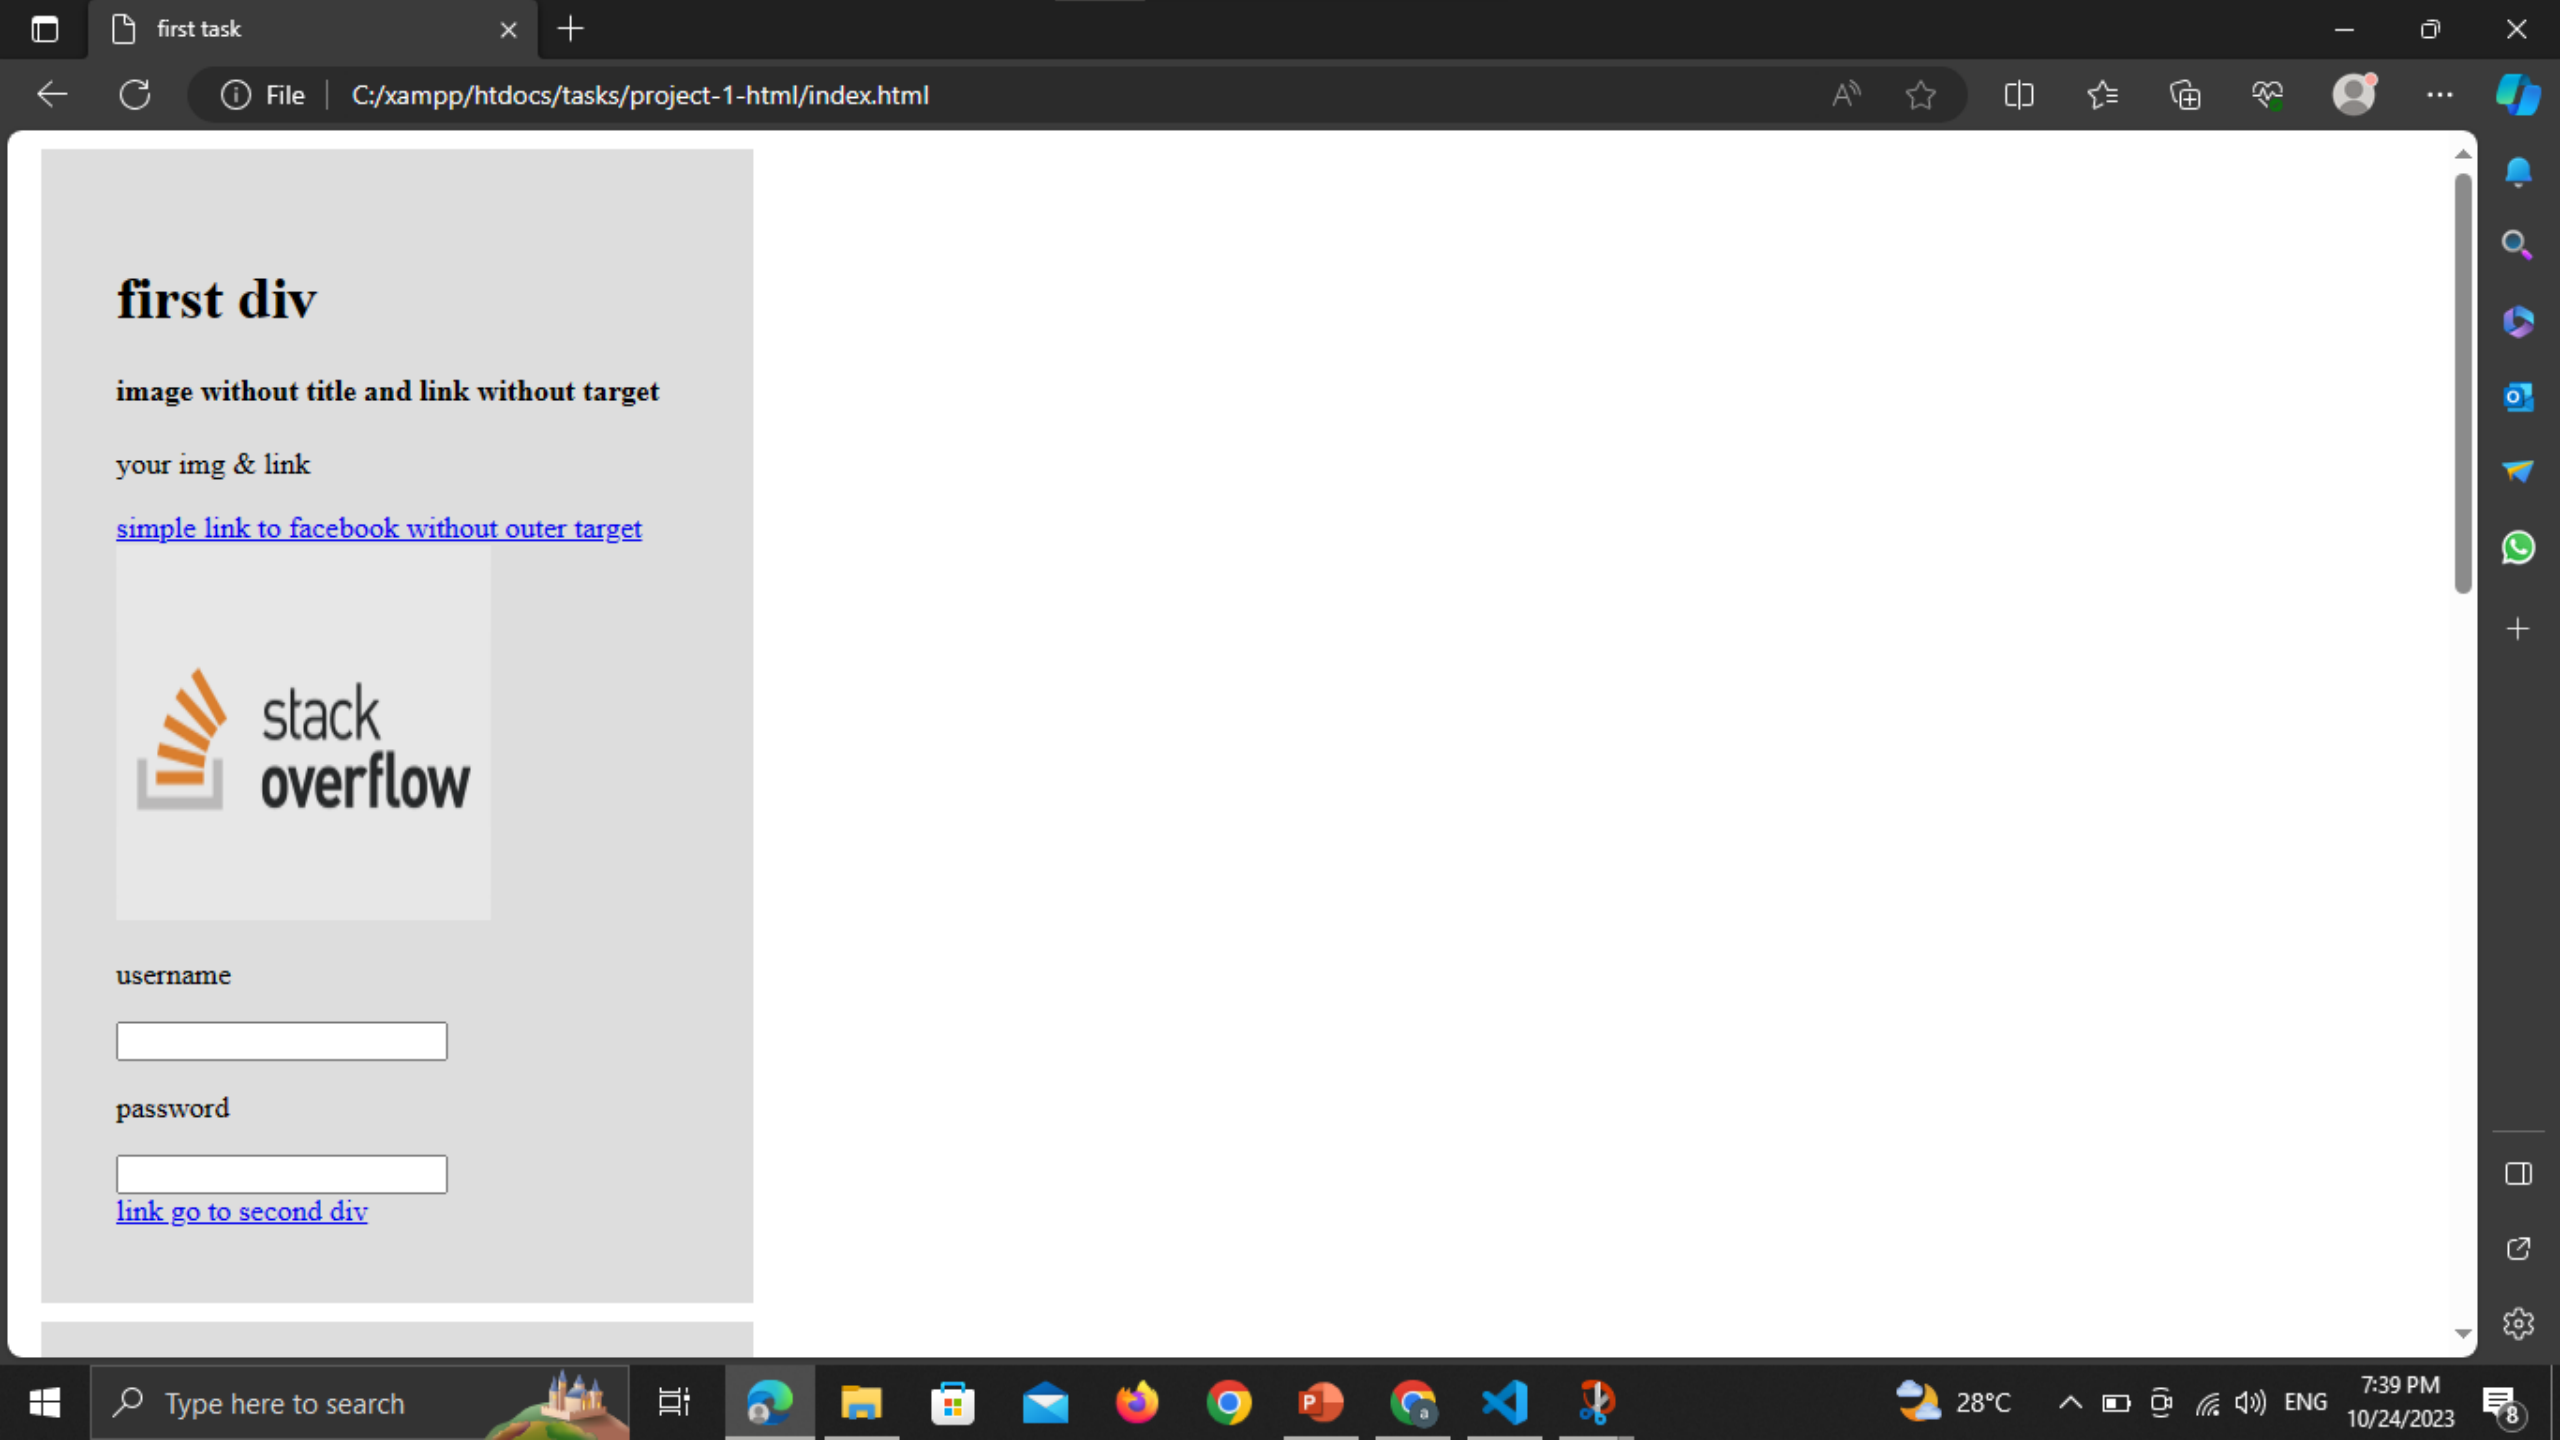 first task
File
C:/xampp/htdocs/tasks/project-1-html/index.html
first div
image without title and link without target
your img & link
simple link to facebook without outer target
stack
overflow
username
password
link go to second div
Type here to search
28°C
ENG
7:39 PM
10/24/2023
8